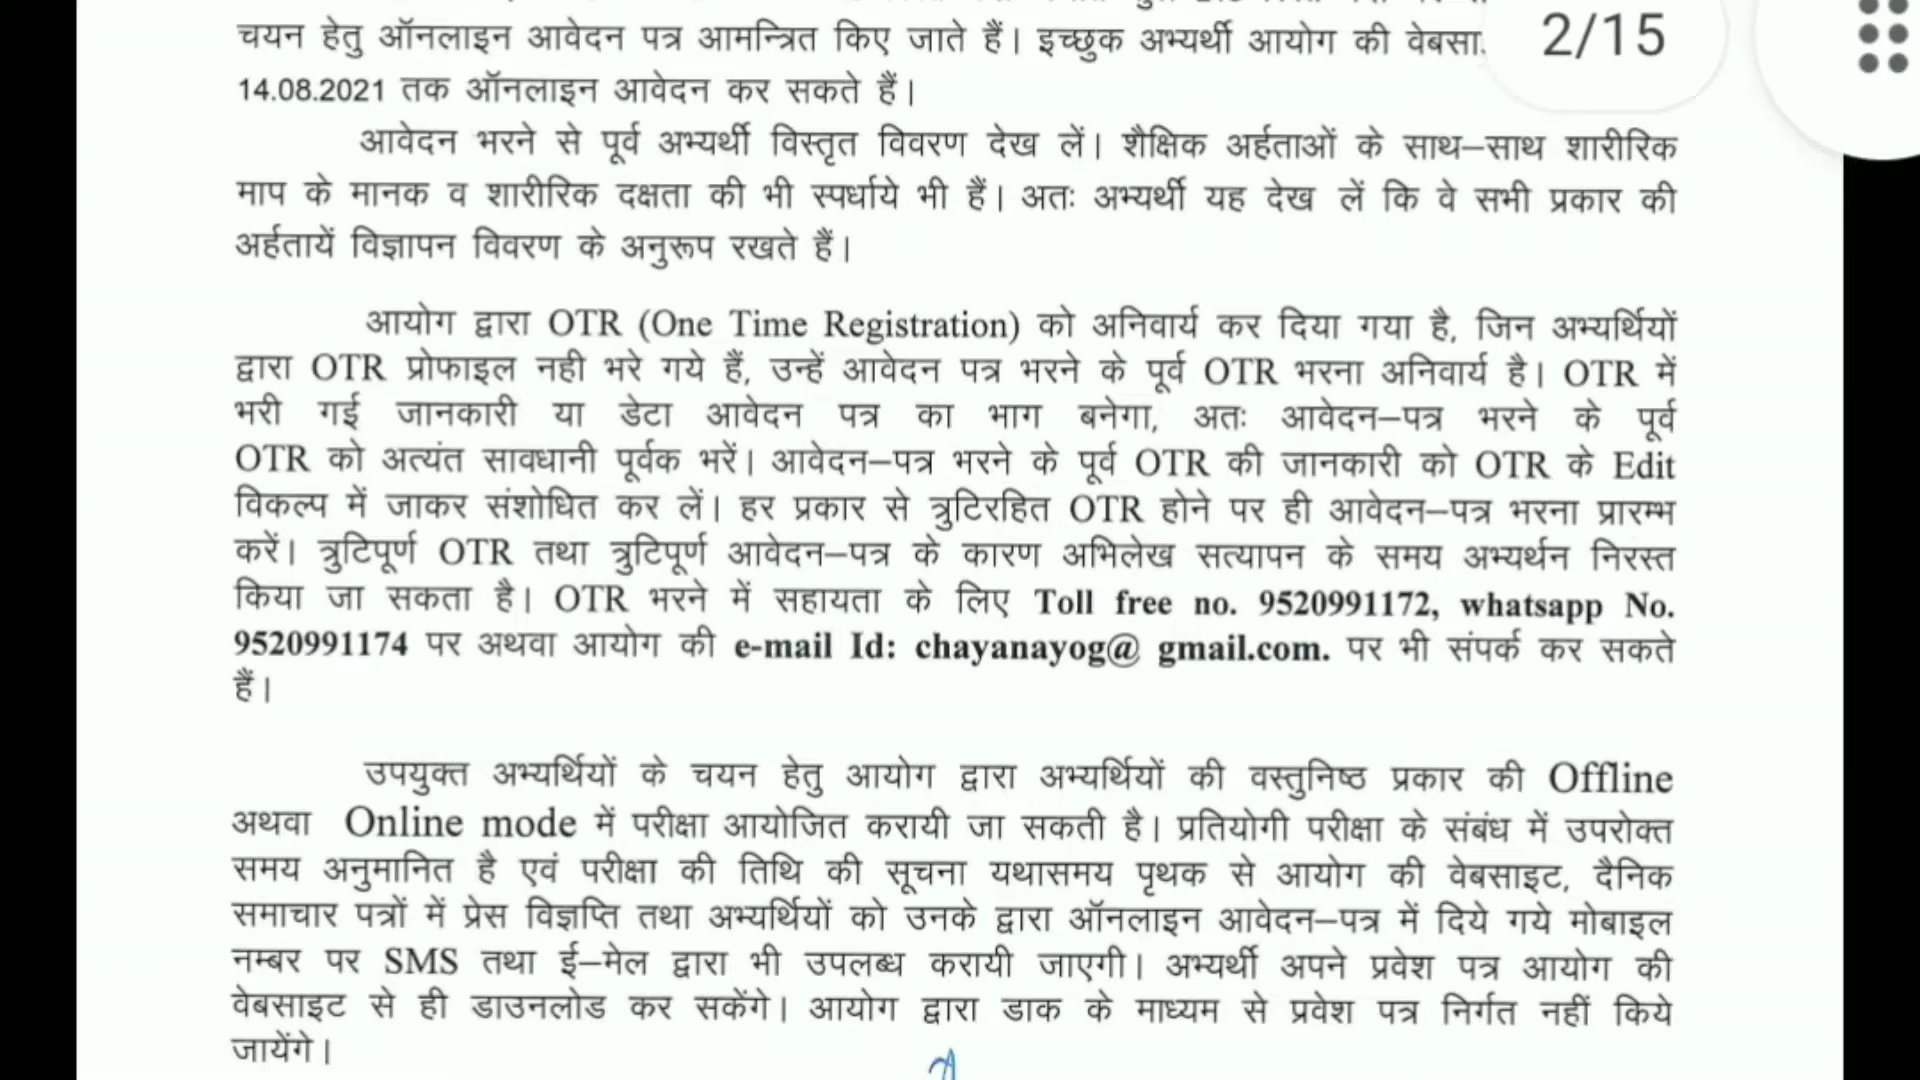 चयन हेतु ऑनलाइन आवेदन पत्र आमन्त्रित किए जाते हैं। इच्छुक अभ्यर्थी आयोग की
2/15
14.08.2021 तक ऑनलाइन आवेदन कर सकते हैं।
आवेदन भरने से पूर्व अभ्यर्थी विस्तृत विवरण देख लें। शैक्षिक अर्हताओं के साथ–साथ शारीरिक
माप के मानक व शारीरिक दक्षता की भी स्पर्धाये भी हैं। अतः अभ्यर्थी यह देख लें कि वे सभी प्रकार की
अर्हतायें विज्ञापन विवरण के अनुरूप रखते हैं।
आयोग द्वारा OTR (One Time Registration) को अनिवार्य कर दिया गया है, जिन अभ्यर्थियों
द्वारा OTR प्रोफाइल नही भरे गये हैं, उन्हें आवेदन पत्र भरने के पूर्व OTR भरना अनिवार्य है। OTR में
भरी गई जानकारी या डेटा आवेदन पत्र का भाग बनेगा, अतः आवेदन–पत्र भरने के पूर्व
OTR को अत्यंत सावधानी पूर्वक भरें। आवेदन–पत्र भरने के पूर्व OTR की जानकारी को OTR के Edit
विकल्प में जाकर संशोधित कर लें। हर प्रकार से त्रुटिरहित OTR होने पर ही आवेदन–पत्र भरना प्रारम्भ
करें। त्रुटिपूर्ण OTR तथा त्रुटिपूर्ण आवेदन–पत्र के कारण अभिलेख सत्यापन के समय अभ्यर्थन निरस्त
किया जा सकता है। OTR भरने में सहायता के लिए Toll free no. 9520991172, whatsapp No.
9520991174 पर अथवा आयोग की e-mail Id: chayanayog@ gmail.com. पर भी संपर्क कर सकते
हैं।
उपयुक्त अभ्यर्थियों के चयन हेतु आयोग द्वारा अभ्यर्थियों की वस्तुनिष्ठ प्रकार की Offline
अथवा Online mode में परीक्षा आयोजित करायी जा सकती है। प्रतियोगी परीक्षा के संबंध में उपरोक्त
समय अनुमानित है एवं परीक्षा की तिथि की सूचना यथासमय पृथक से आयोग की वेबसाइट, दैनिक
समाचार पत्रों में प्रेस विज्ञप्ति तथा अभ्यर्थियों को उनके द्वारा ऑनलाइन आवेदन–पत्र में दिये गये मोबाइल
नम्बर पर SMS तथा ई–मेल द्वारा भी उपलब्ध करायी जाएगी। अभ्यर्थी अपने प्रवेश पत्र आयोग की
वेबसाइट से ही डाउनलोड कर सकेंगे। आयोग द्वारा डाक के माध्यम से प्रवेश पत्र निर्गत नहीं किये
जायेंगे।